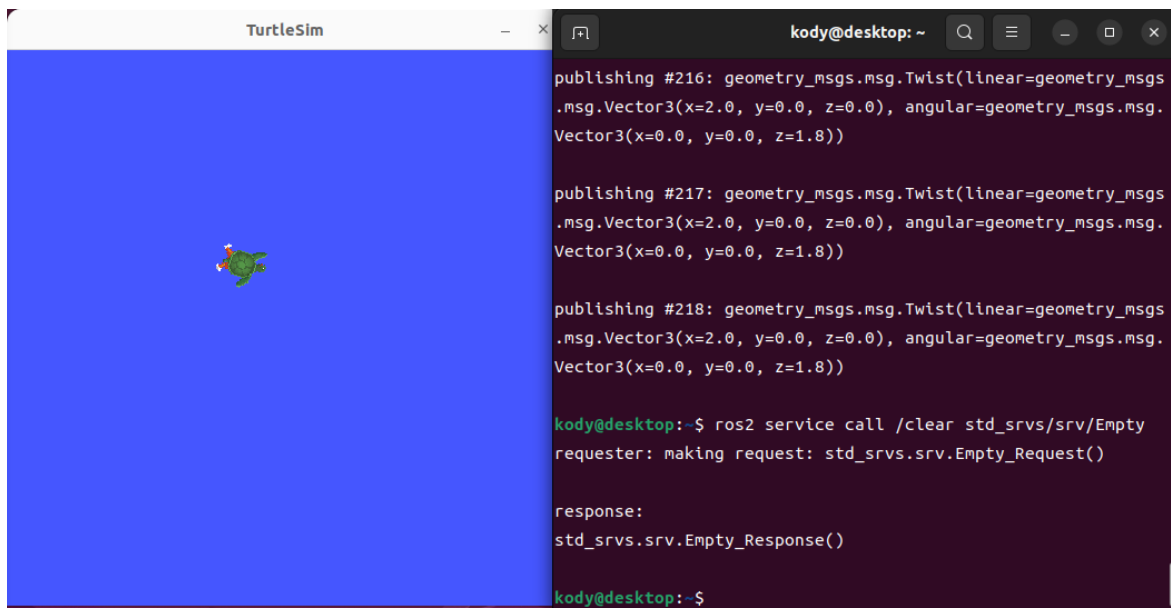 TurtleSim
kody@desktop: ~
publishing #216: geometry_msgs.msg.Twist(linear=geometry_msgs
.msg.Vector3(x=2.0, y=0.0, z=0.0), angular=geometry_msgs.msg.
Vector3(x=0.0, y=0.0, z=1.8))
publishing #217: geometry_msgs.msg.Twist(linear=geometry_msgs
.msg.Vector3(x=2.0, y=0.0, z=0.0), angular=geometry_msgs.msg.
Vector3(x=0.0, y=0.0, z=1.8))
publishing #218: geometry_msgs.msg.Twist(linear=geometry_msgs
.msg.Vector3(x=2.0, y=0.0, z=0.0), angular=geometry_msgs.msg.
Vector3(x=0.0, y=0.0, z=1.8))
kody@desktop:~$ ros2 service call /clear std_srvs/srv/Empty
requester: making request: std_srvs.srv.Empty_Request()
response:
std_srvs.srv.Empty_Response()
kody@desktop:~$